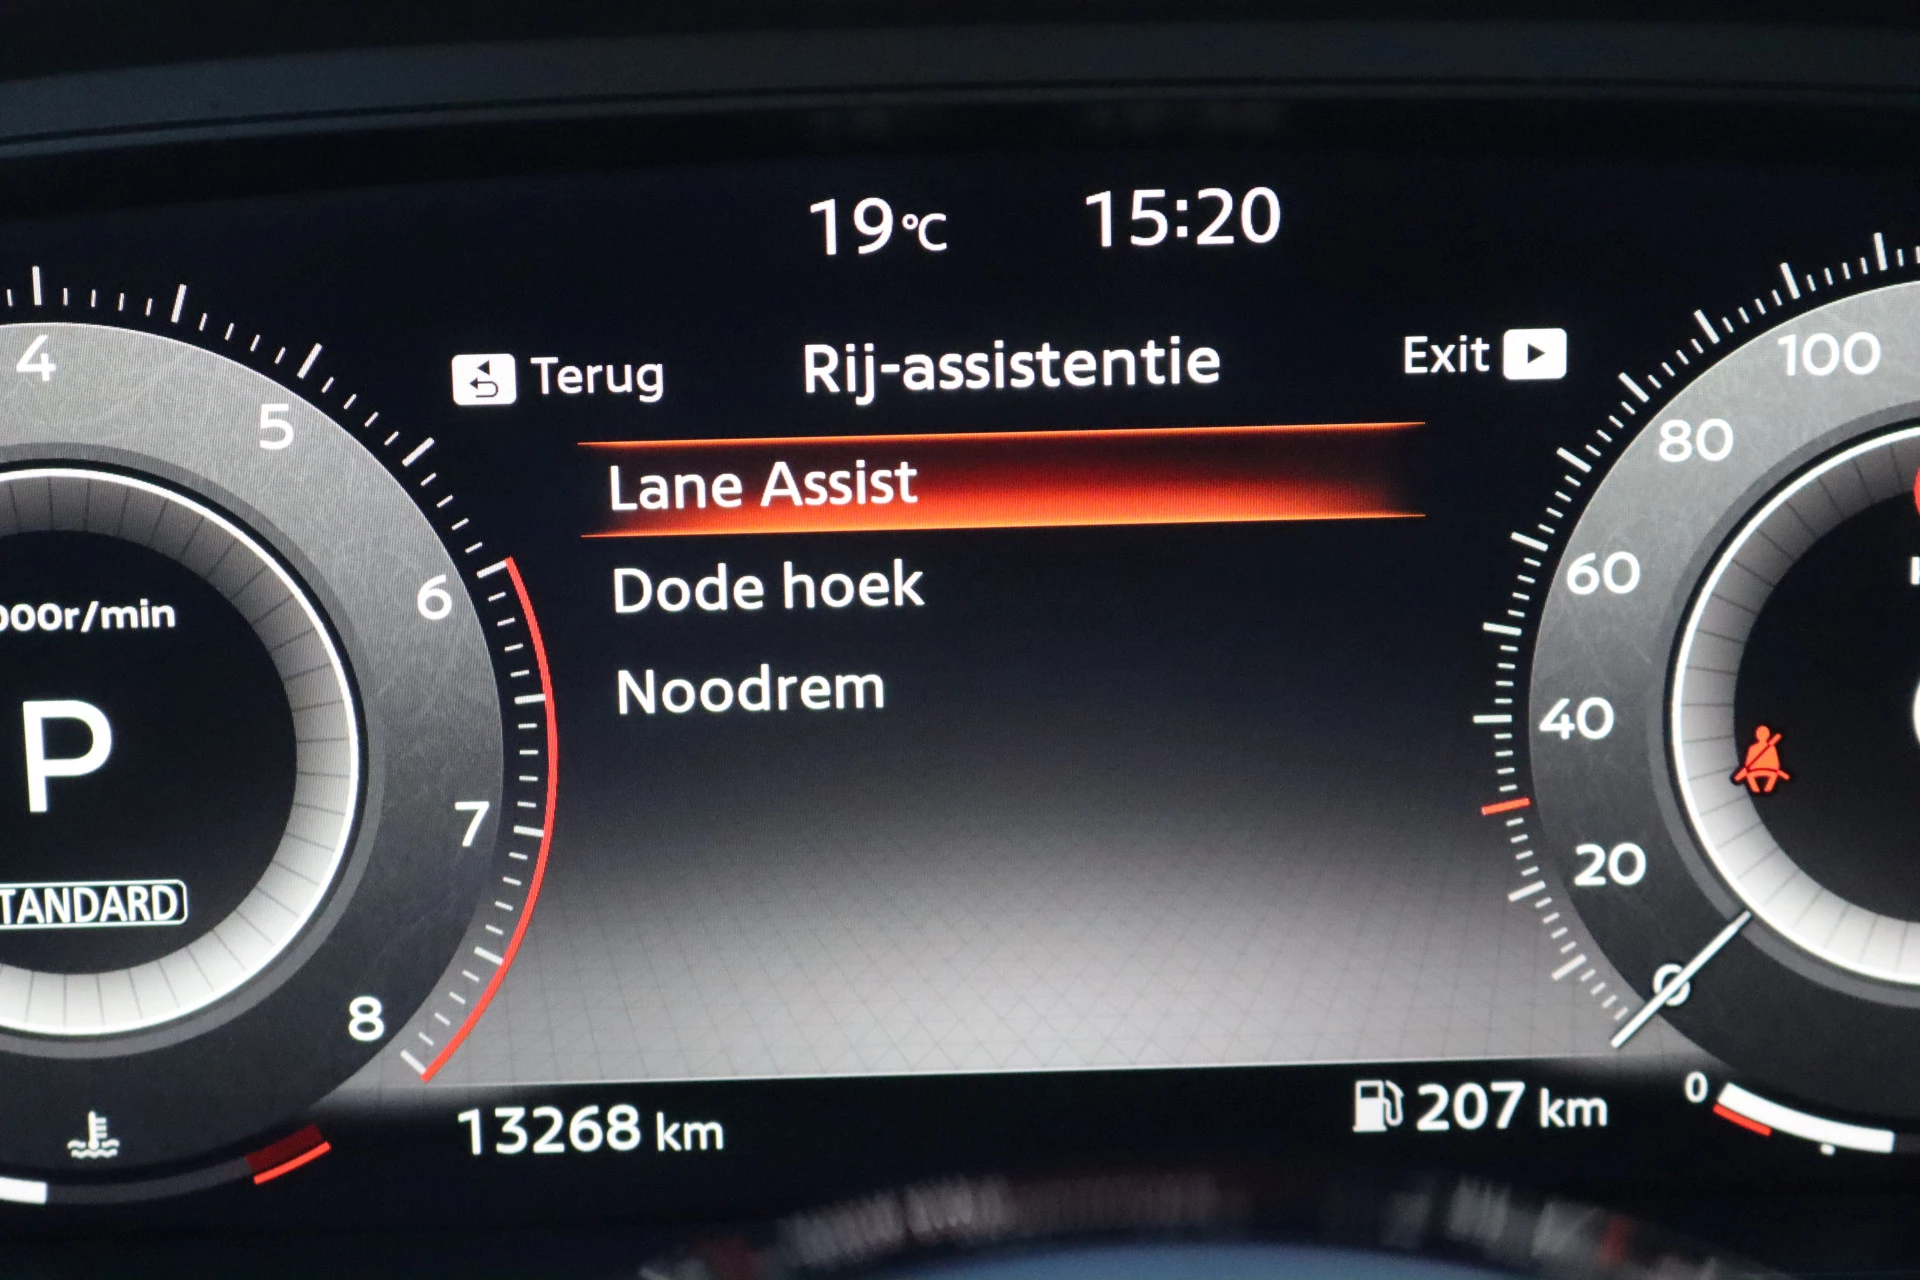 19°C 15:20
Terug Rij-assistentie Exit
Lane Assist
Dode hoek
Noodrem
4
5
6
7
8
000r/min
P
TANDARD
100
80
60
40
20
0
13268 km
207 km
0